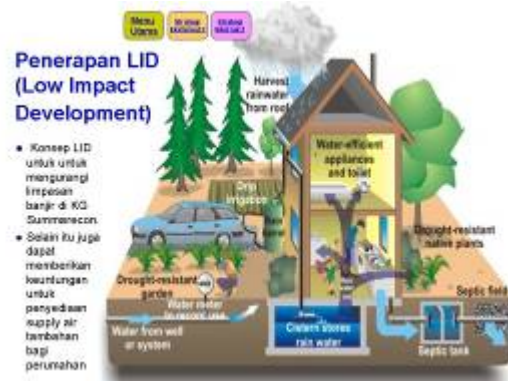 Menu
Utama
Penerapan LID
(Low Impact
Development)
Konsep LID
untuk untuk
mengurangi
limpasan
banjir di KG
Summarecon.
Selain itu juga
dapat
memberikan
keuntungan
untuk
penyediaan
supply air
tambahan
bagi
perumahan
Harvest
rainwater
from roof
Water-efficient
appliances
and toilet
Drip
irrigation
Drought-resistant
native plants
Drought-resistant
garden
Water meter
to record use
Water from well
or system
Cistern stores
rain water
Septic field
Septic tank